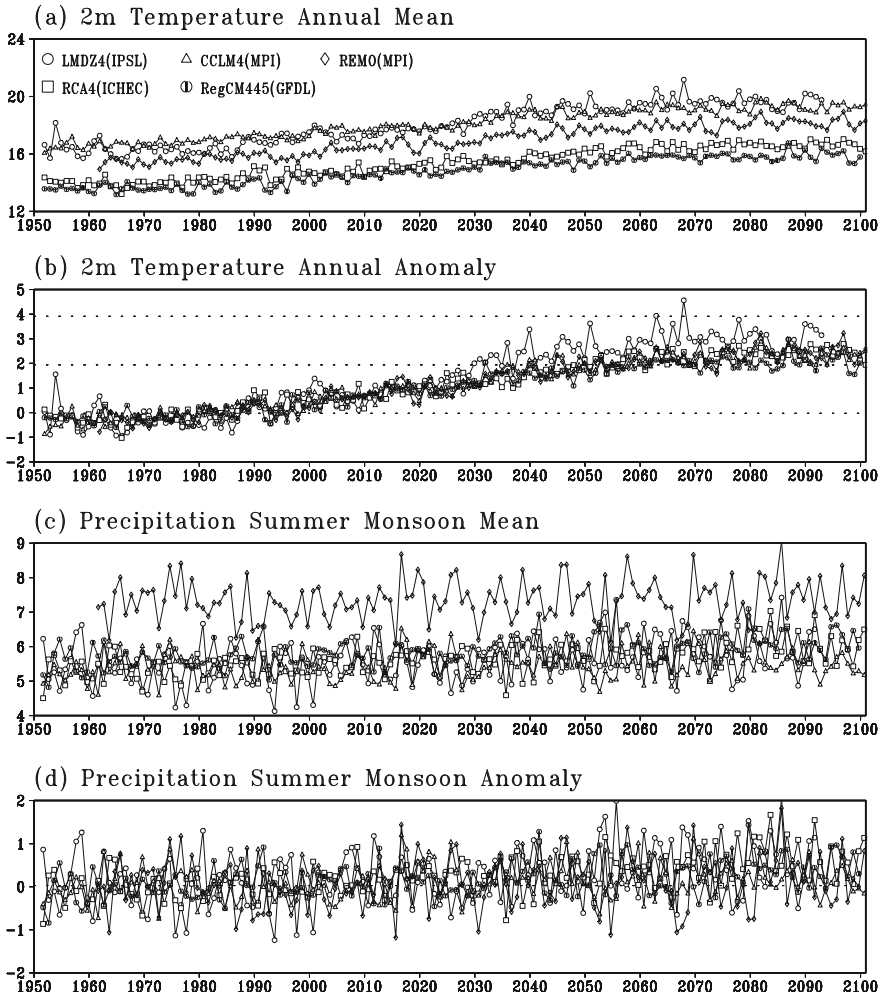 (a) 2m Temperature Annual Mean
24
LMDZ4(IPSL) CCLM4(MPI) REMO(MPI)
RCA4(ICHEC) RegCM445(GFDL)
20
16
12
1950 1960 1970 1980 1990 2000 2010 2020 2030 2040 2050 2060 2070 2080 2090 2100
(b) 2m Temperature Annual Anomaly
5
4
3
2
1
0
-1
-2
1950 1960 1970 1980 1990 2000 2010 2020 2030 2040 2050 2060 2070 2080 2090 2100
(c) Precipitation Summer Monsoon Mean
9
8
7
6
5
4
1950 1960 1970 1980 1990 2000 2010 2020 2030 2040 2050 2060 2070 2080 2090 2100
(d) Precipitation Summer Monsoon Anomaly
2
1
0
-1
-2
1950 1960 1970 1980 1990 2000 2010 2020 2030 2040 2050 2060 2070 2080 2090 2100